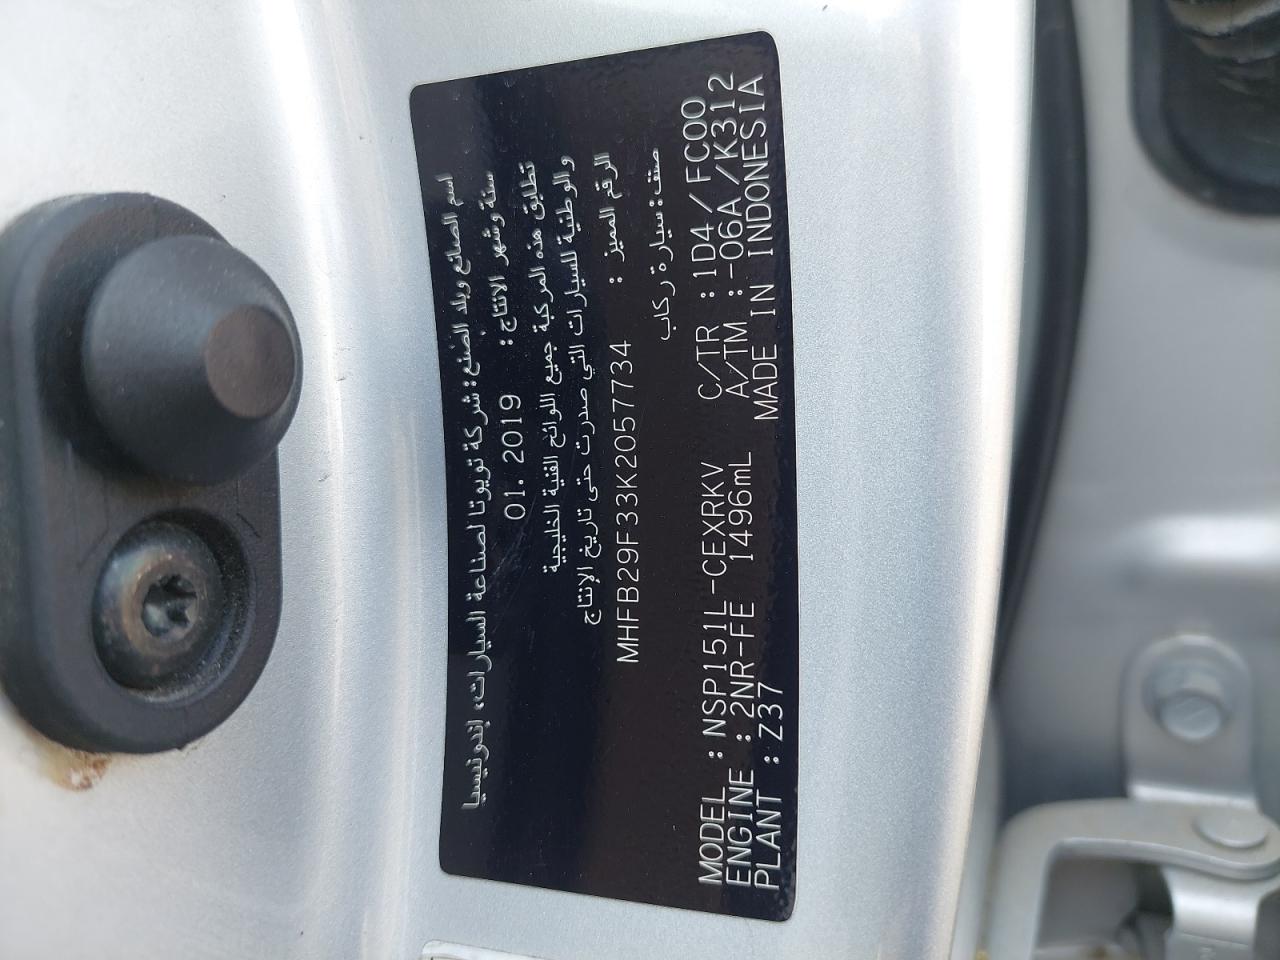 اسم الصانع وبلد الصنع: شركة تويوتا لصناعة السيارات، إندونيسيا
سنة وشهر الانتاج: 01. 2019
تطابق هذه المركبة جميع اللوائح الفنية الخليجية
والوطنية للسيارات التي صدرت حتى تاريخ الإنتاج
الرقم المميز : MHFB29F33K2057734
صنف: سيارة ركاب
MODEL : NSP151L-CEXRKV C/TR : 1D4/FC00
ENGINE : 2NR-FE 1496mL A/TM : -06A/K312
PLANT : Z37 MADE IN INDONESIA